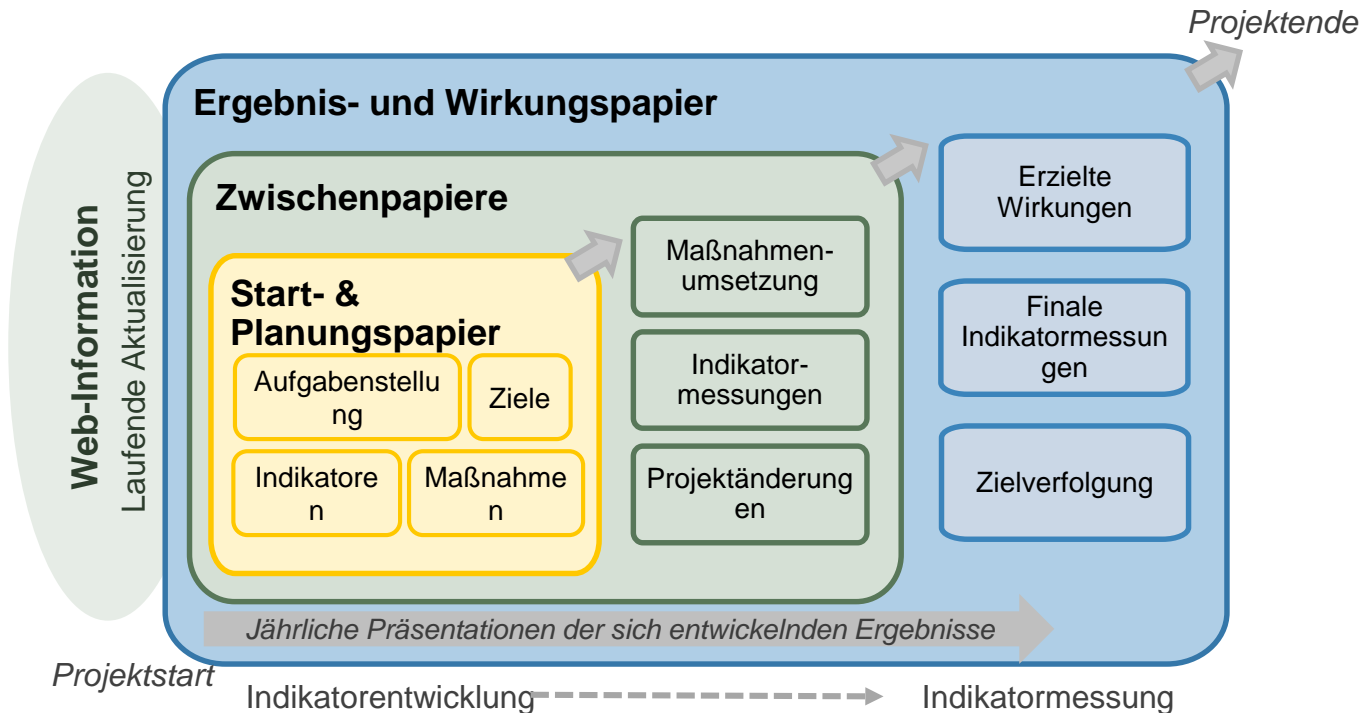 Projektende
Ergebnis- und Wirkungspapier
Web-Information
Laufende Aktualisierung
Zwischenpapiere
Start- &
Planungspapier
Aufgabenstellu
ng
Ziele
Indikatore
n
Maßnahme
n
Maßnahmen-
umsetzung
Indikator-
messungen
Projektänderung
en
Erzielte
Wirkungen
Finale
Indikatormessun
gen
Zielverfolgung
Jährliche Präsentationen der sich entwickelnden Ergebnisse
Projektstart
Indikatorentwicklung
Indikatormessung